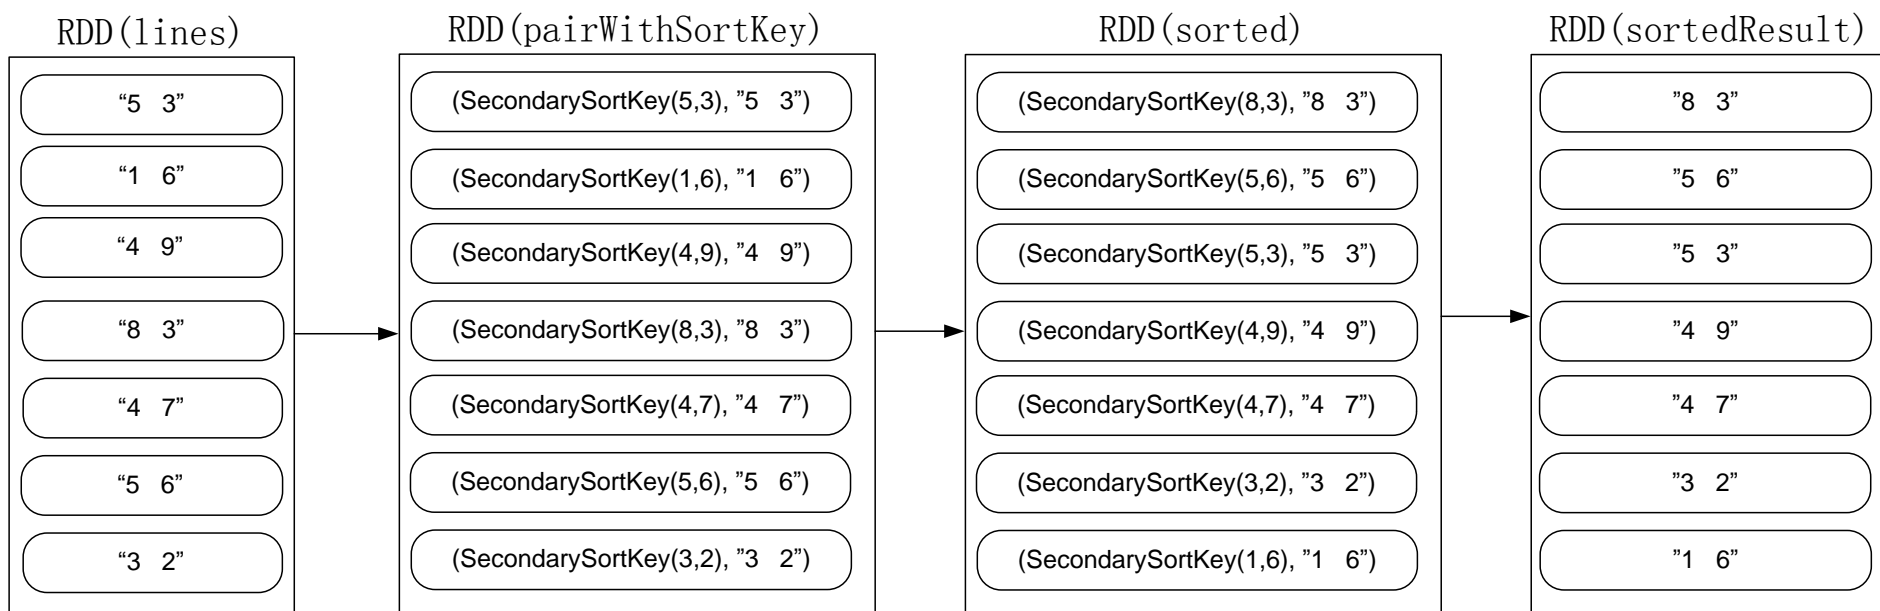 RDD(lines)
“5 3”
“1 6”
“4 9”
“8 3”
“4 7”
“5 6”
“3 2”
RDD(pairWithSortKey)
(SecondarySortKey(5,3), ”5 3”)
(SecondarySortKey(1,6), ”1 6”)
(SecondarySortKey(4,9), ”4 9”)
(SecondarySortKey(8,3), ”8 3”)
(SecondarySortKey(4,7), ”4 7”)
(SecondarySortKey(5,6), ”5 6”)
(SecondarySortKey(3,2), ”3 2”)
RDD(sorted)
(SecondarySortKey(8,3), ”8 3”)
(SecondarySortKey(5,6), ”5 6”)
(SecondarySortKey(5,3), ”5 3”)
(SecondarySortKey(4,9), ”4 9”)
(SecondarySortKey(4,7), ”4 7”)
(SecondarySortKey(3,2), ”3 2”)
(SecondarySortKey(1,6), ”1 6”)
RDD(sortedResult)
”8 3”
”5 6”
”5 3”
”4 9”
”4 7”
”3 2”
”1 6”